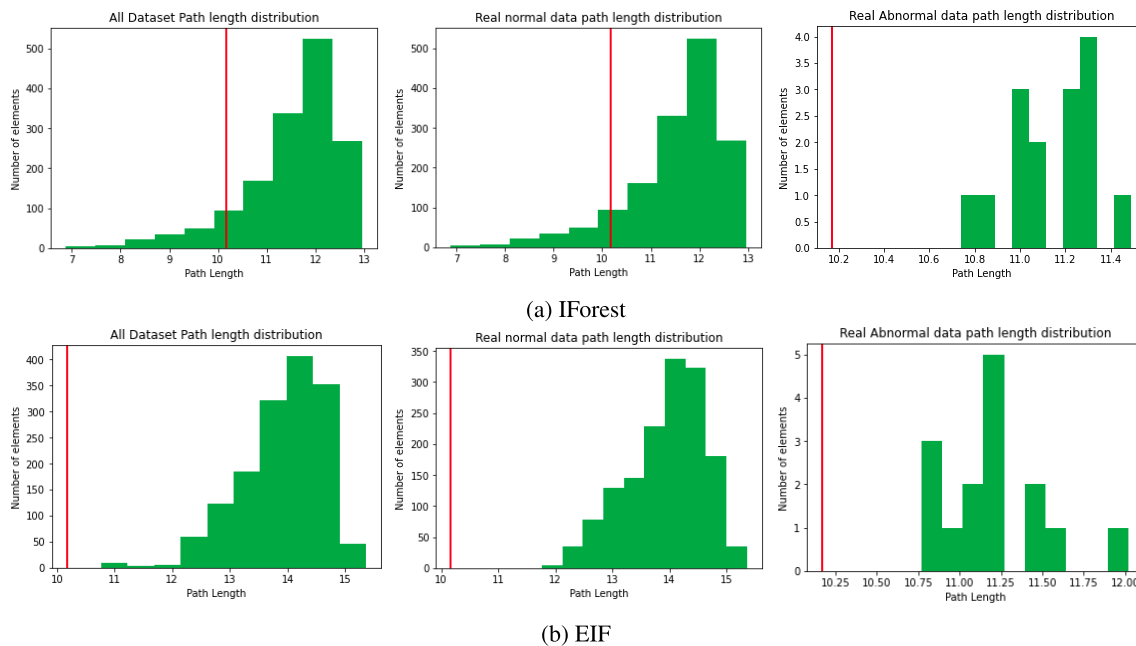 All Dataset Path length distribution
Number of elements
500
400
300
200
100
0
7 8 9 10 11 12 13
Path Length
Real normal data path length distribution
Number of elements
500
400
300
200
100
0
7 8 9 10 11 12 13
Path Length
Real Abnormal data path length distribution
Number of elements
4.0
3.5
3.0
2.5
2.0
1.5
1.0
0.5
0.0
10.2 10.4 10.6 10.8 11.0 11.2 11.4
Path Length
(a) IForest
All Dataset Path length distribution
Number of elements
400
350
300
250
200
150
100
50
0
10 11 12 13 14 15
Path Length
Real normal data path length distribution
Number of elements
350
300
250
200
150
100
50
0
10 11 12 13 14 15
Path Length
Real Abnormal data path length distribution
Number of elements
5
4
3
2
1
0
10.25 10.50 10.75 11.00 11.25 11.50 11.75 12.00
Path Length
(b) EIF